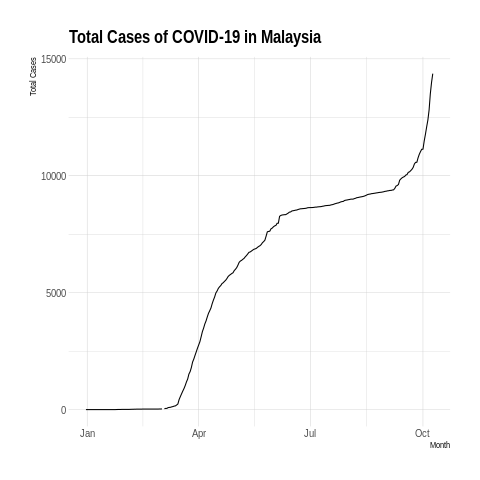 Total Cases of COVID-19 in Malaysia
Total Cases
15000
10000
5000
0
Jan Apr Jul Oct
Month